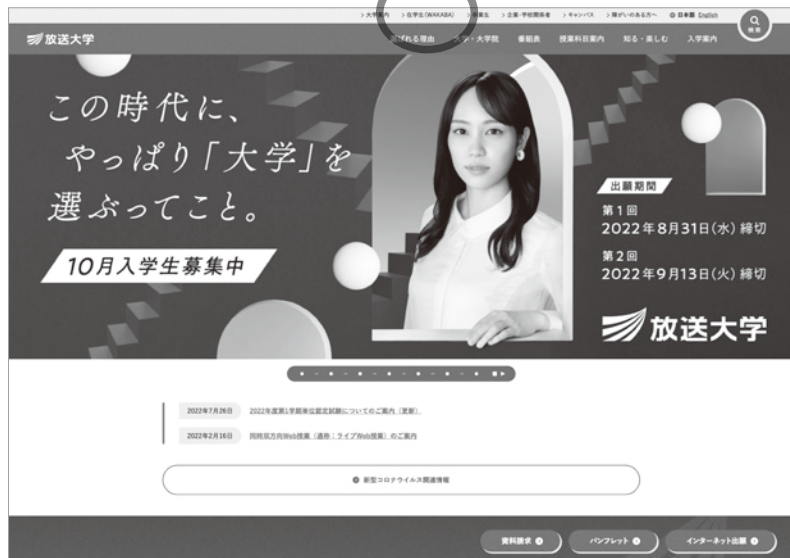 > 大学案内
> 在学生(WAKABA)
> 卒業生
> 企業・学校関係者
> キャンパス
> 障がいのある方へ
日本語 English
検索
放送大学
選ばれる理由
大学・大学院
番組表
授業科目案内
知る・楽しむ
入学案内
この時代に、
やっぱり「大学」を
選ぶってこと。
10月入学生募集中
出願期間
第1回
2022年8月31日(水) 締切
第2回
2022年9月13日(火) 締切
放送大学
2022年7月26日 2022年度第1学期単位認定試験についてのご案内（更新）
2022年2月16日 同時双方向Web授業（通称：ライブWeb授業）のご案内
新型コロナウイルス関連情報
資料請求
パンフレット
インターネット出願